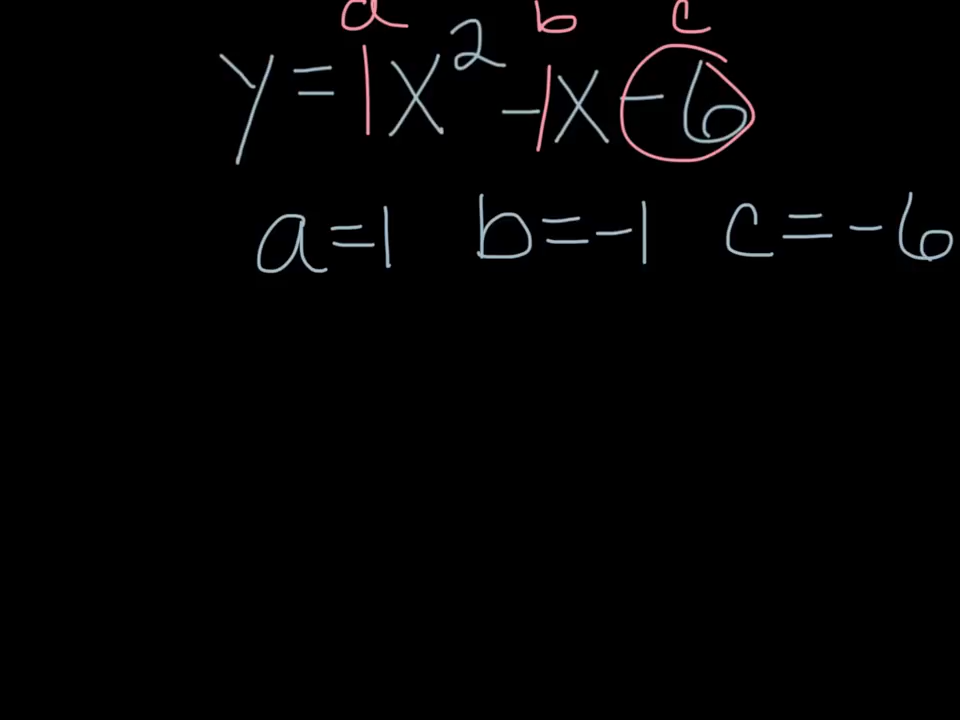 a b c
y = 1x² - 1x - 6
a = 1 b = -1 c = -6